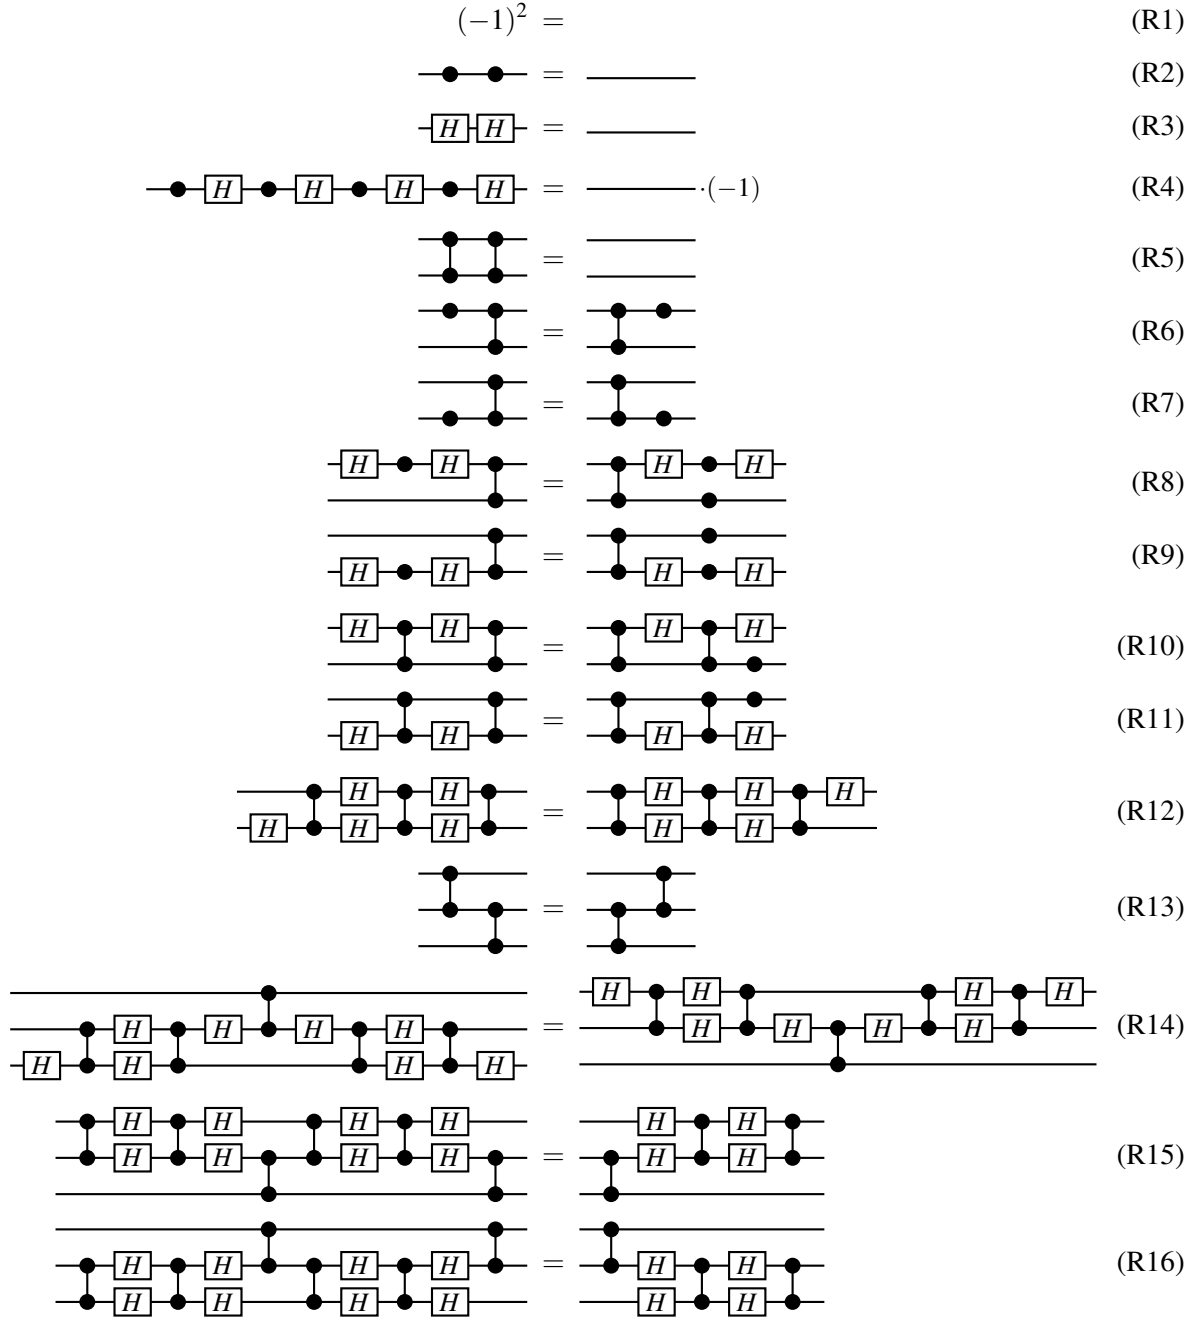 (−1)² = (R1)
= (R2)
H H = (R3)
H H H H = ·(−1) (R4)
= (R5)
= (R6)
= (R7)
H H = H H (R8)
= (R9)
H H H H
H H = H H (R10)
= (R11)
H H H H
H H H H H
= (R12)
H H H H H
= (R13)
H H H H
H H H H = H H H H (R14)
H H H H
H H H H H H
H H H H = H H (R15)
H H H H = H H (R16)
H H H H H H